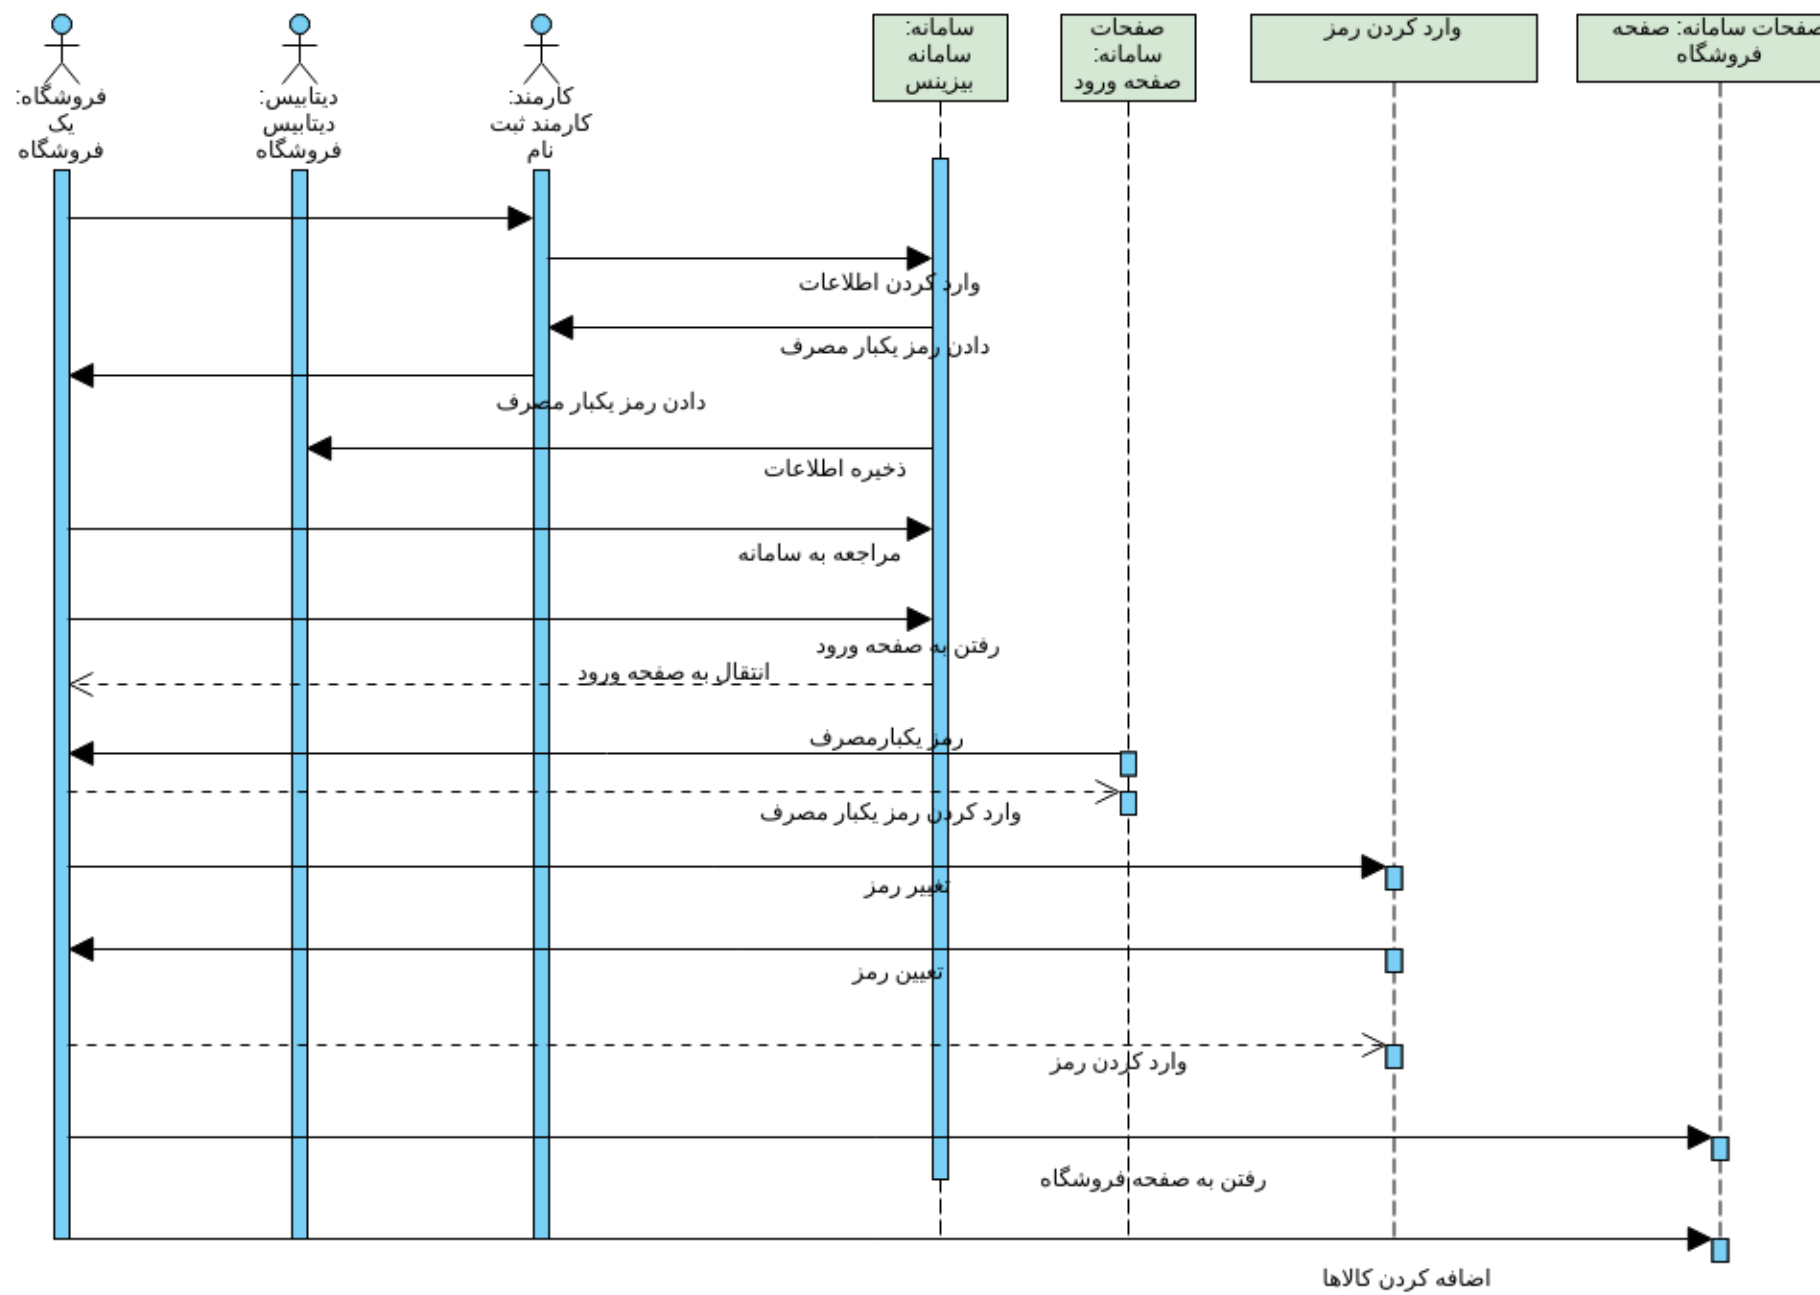 فروشگاه:
یک
فروشگاه
دیتابیس:
دیتابیس
فروشگاه
کارمند:
کارمند ثبت
نام
سامانه:
سامانه
بیزینس
صفحات
سامانه:
صفحه ورود
وارد کردن رمز
صفحات سامانه: صفحه
فروشگاه
وارد کردن اطلاعات
دادن رمز یکبار مصرف
دادن رمز یکبار مصرف
ذخیره اطلاعات
مراجعه به سامانه
رفتن به صفحه ورود
انتقال به صفحه ورود
رمز یکبارمصرف
وارد کردن رمز یکبار مصرف
تغییر رمز
تعیین رمز
وارد کردن رمز
رفتن به صفحه فروشگاه
اضافه کردن کالاها